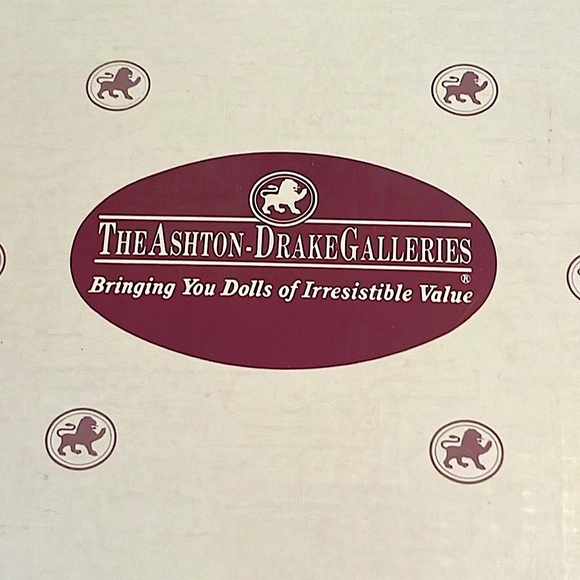 THEASHTON-DRAKEGALLERIES
®
Bringing You Dolls of Irresistible Value